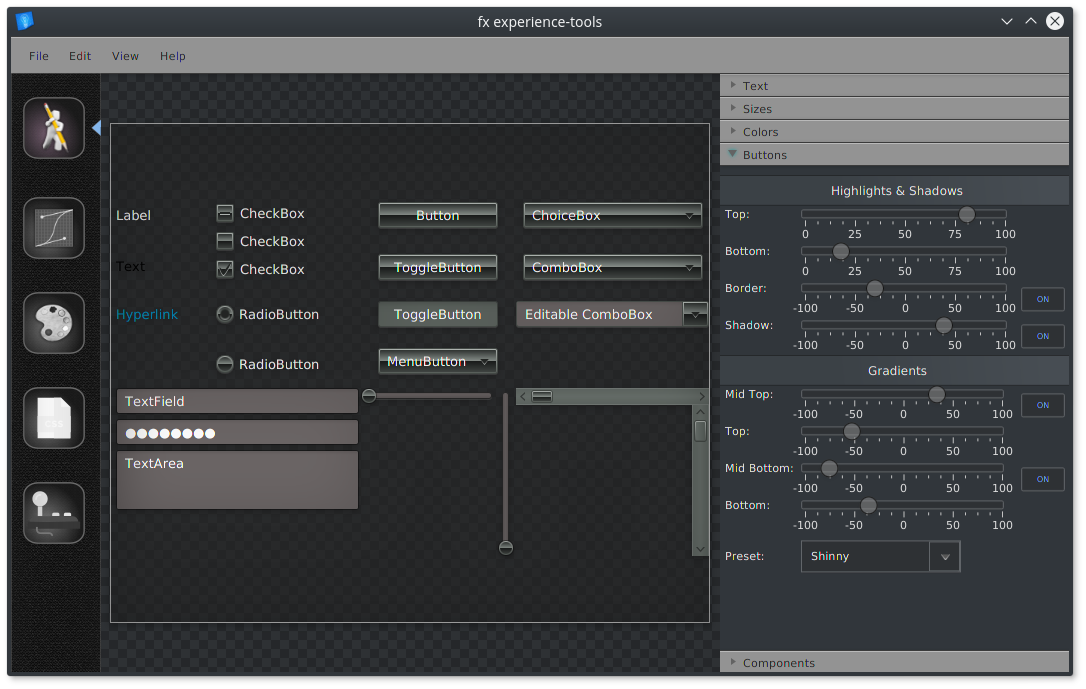 fx experience-tools
File Edit View Help
Label
CheckBox
Button
ChoiceBox
CheckBox
Text
CheckBox
ToggleButton
ComboBox
Hyperlink
RadioButton
ToggleButton
Editable ComboBox
RadioButton
MenuButton
TextField
TextArea
CSS
Text
Sizes
Colors
Buttons
Highlights & Shadows
Top:
0 25 50 75 100
Bottom:
0 25 50 75 100
Border:
-100 -50 0 50 100
ON
Shadow:
-100 -50 0 50 100
ON
Gradients
Mid Top:
-100 -50 0 50 100
ON
Top:
-100 -50 0 50 100
Mid Bottom:
-100 -50 0 50 100
ON
Bottom:
-100 -50 0 50 100
Preset:
Shinny
Components